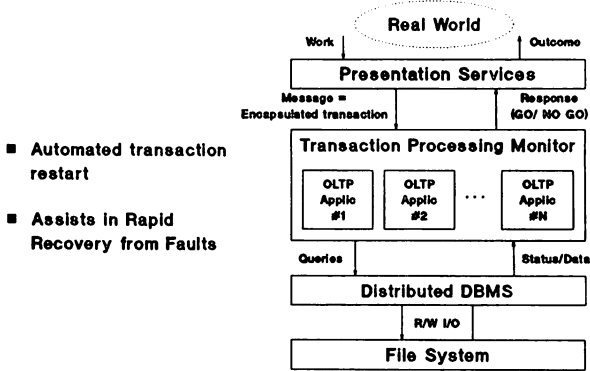 Real World
Work
Outcome
Presentation Services
Message =
Encapsulated transaction
Response
(GO/ NO GO)
■ Automated transaction
restart
■ Assists in Rapid
Recovery from Faults
Transaction Processing Monitor
OLTP
Applic
#1
OLTP
Applic
#2
...
OLTP
Applic
#N
Queries
Status/Data
Distributed DBMS
R/W I/O
File System